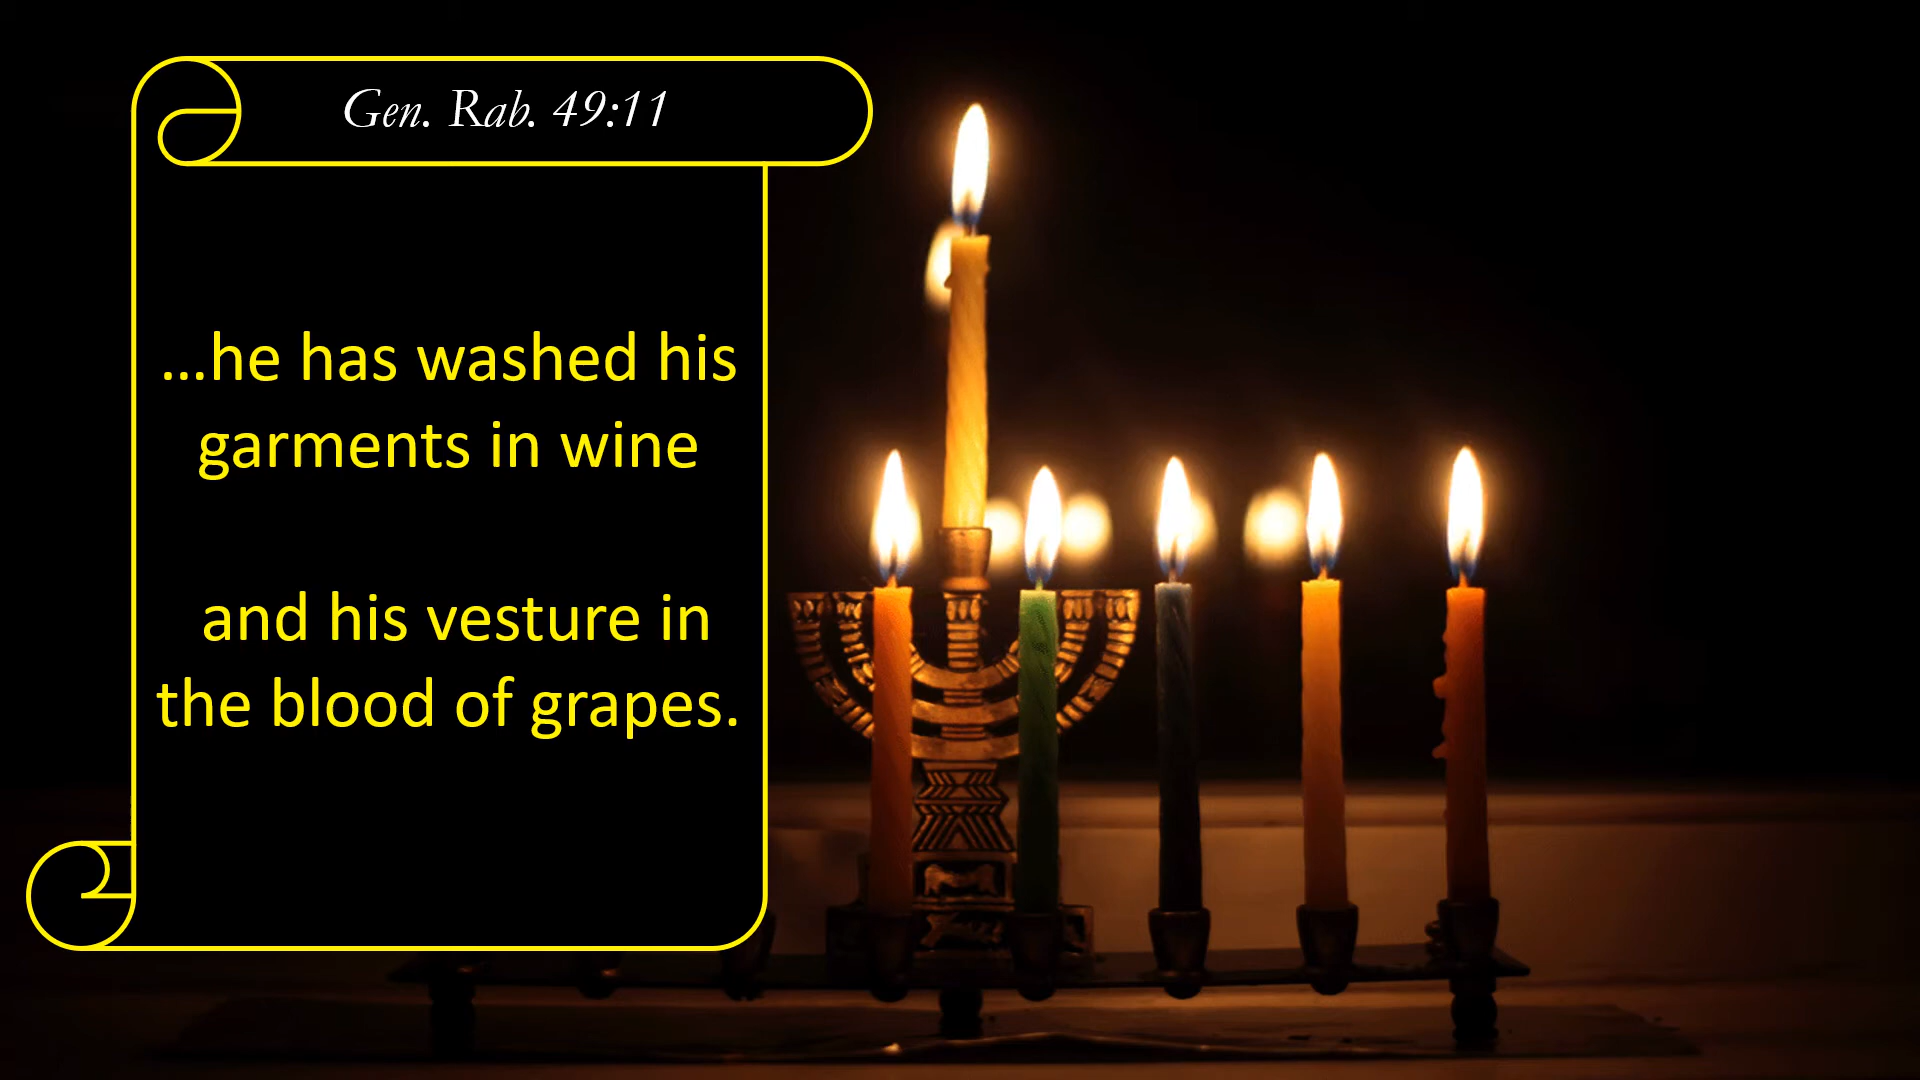 Gen. Rab. 49:11
...he has washed his
garments in wine
and his vesture in
the blood of grapes.